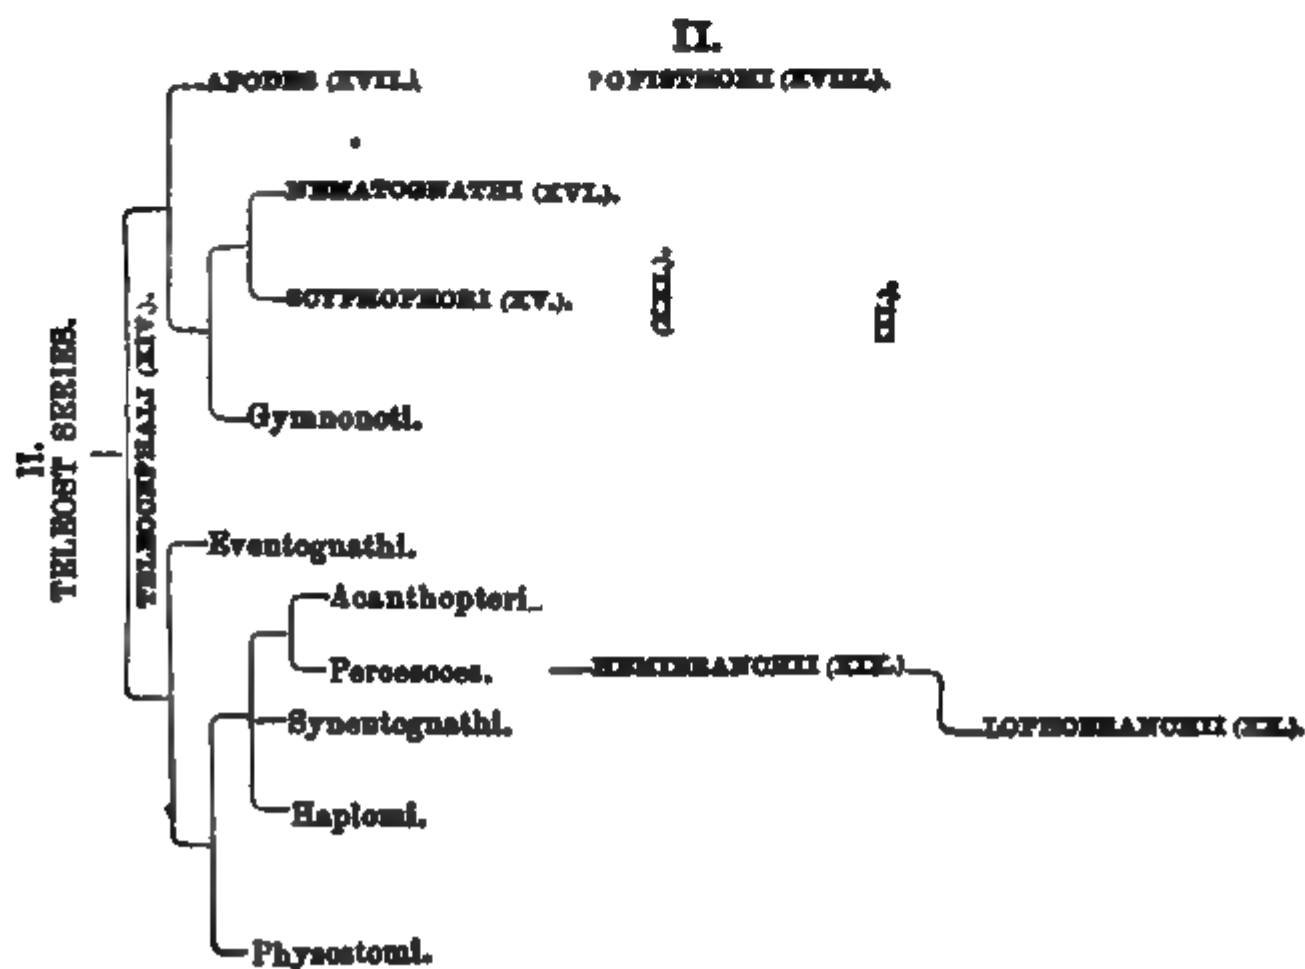 II.
APODES (XVII.)
? OPISTHOMI (XVIII.).
NEMATOGNATHI (XVI.).
SCYPHOPHORI (XV.).
(XXI.).
Gymnonoti.
II.
TELEOST SERIES.
TELEOCEPHALI (XIV.).
Eventognathi.
Acanthopteri.
Percesoces.
HEMIBRANCHII (XIX.)
LOPHOBRANCHII (XX.).
Synentognathi.
Haplomi.
Physostomi.